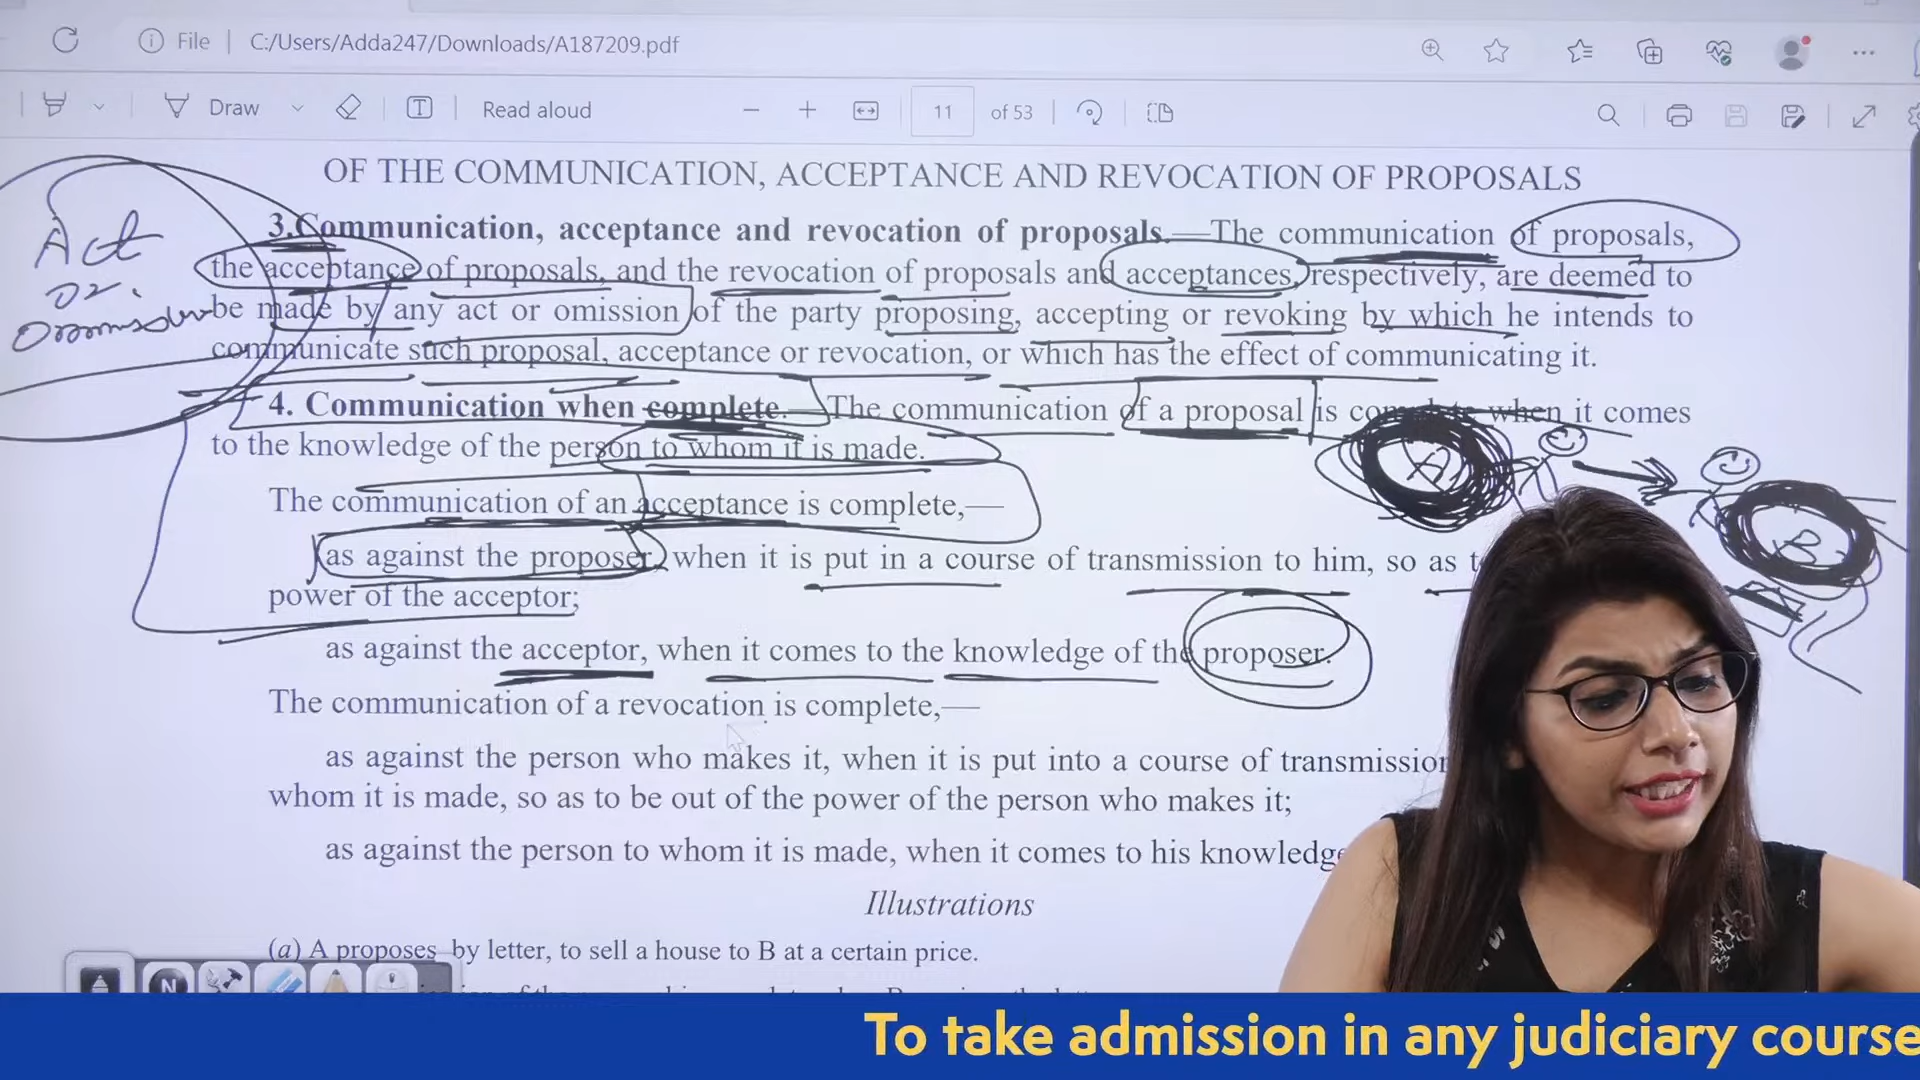 File
C:/Users/Adda247/Downloads/A187209.pdf
Draw
T
Read aloud
11
of 53
OF THE COMMUNICATION, ACCEPTANCE AND REVOCATION OF PROPOSALS
3.Communication, acceptance and revocation of proposals.—The communication of proposals,
the acceptance of proposals, and the revocation of proposals and acceptances, respectively, are deemed to
be made by any act or omission of the party proposing, accepting or revoking by which he intends to
communicate such proposal, acceptance or revocation, or which has the effect of communicating it.
Act
or
4. Communication when complete.—The communication of a proposal is complete when it comes
to the knowledge of the person to whom it is made.
A
B
The communication of an acceptance is complete,—
as against the proposer, when it is put in a course of transmission to him, so as
power of the acceptor;
as against the acceptor, when it comes to the knowledge of the proposer.
The communication of a revocation is complete,—
as against the person who makes it, when it is put into a course of transmission
whom it is made, so as to be out of the power of the person who makes it;
as against the person to whom it is made, when it comes to his knowledge
Illustrations
(a) A proposes, by letter, to sell a house to B at a certain price.
N
To take admission in any judiciary course